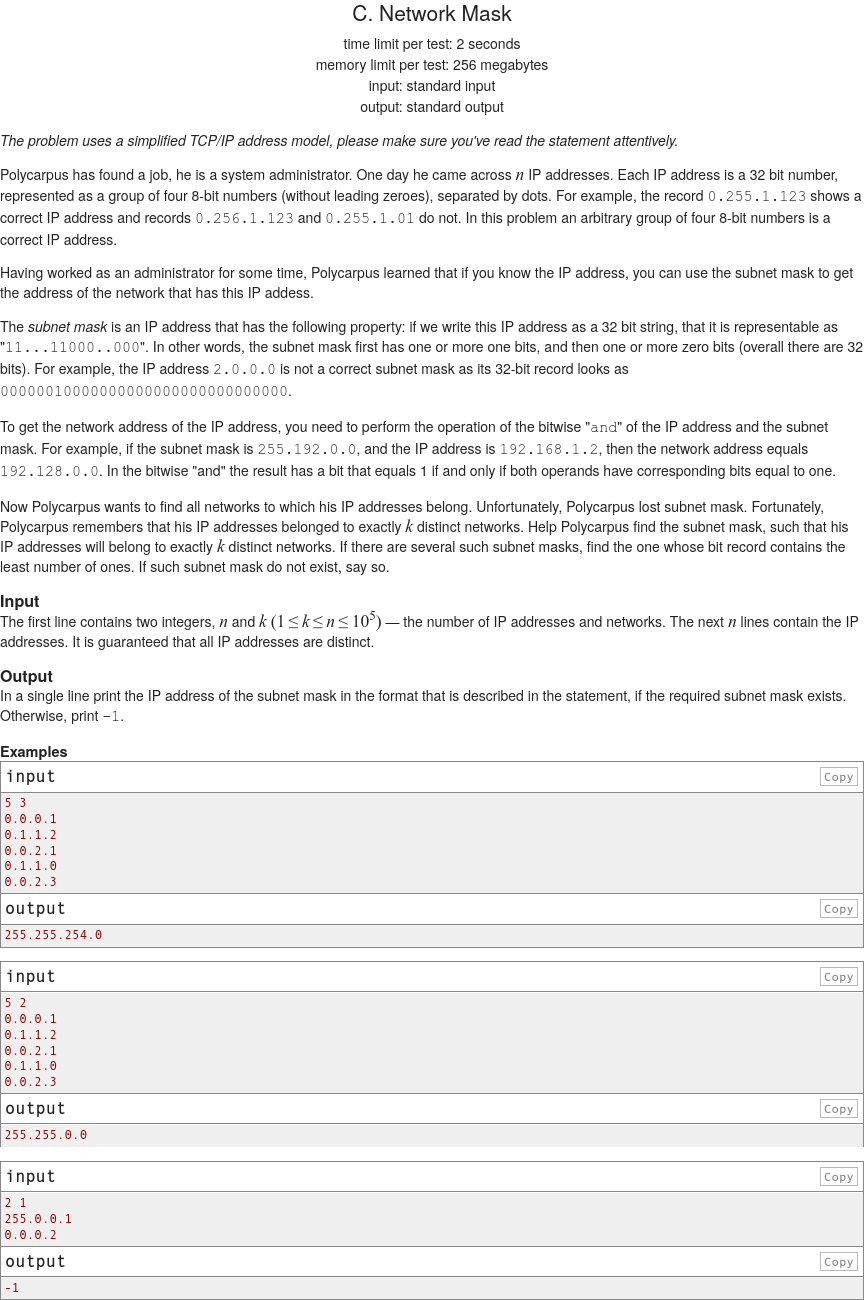 C. Network Mask
time limit per test: 2 seconds
memory limit per test: 256 megabytes
input: standard input
output: standard output
The problem uses a simplified TCP/IP address model, please make sure you've read the statement attentively.
Polycarpus has found a job, he is a system administrator. One day he came across n IP addresses. Each IP address is a 32 bit number,
represented as a group of four 8-bit numbers (without leading zeroes), separated by dots. For example, the record 0.255.1.123 shows a
correct IP address and records 0.256.1.123 and 0.255.1.01 do not. In this problem an arbitrary group of four 8-bit numbers is a
correct IP address.
Having worked as an administrator for some time, Polycarpus learned that if you know the IP address, you can use the subnet mask to get
the address of the network that has this IP addess.
The subnet mask is an IP address that has the following property: if we write this IP address as a 32 bit string, that it is representable as
"11...11000..000". In other words, the subnet mask first has one or more one bits, and then one or more zero bits (overall there are 32
bits). For example, the IP address 2.0.0.0 is not a correct subnet mask as its 32-bit record looks as
00000010000000000000000000000000.
To get the network address of the IP address, you need to perform the operation of the bitwise "and" of the IP address and the subnet
mask. For example, if the subnet mask is 255.192.0.0, and the IP address is 192.168.1.2, then the network address equals
192.128.0.0. In the bitwise "and" the result has a bit that equals 1 if and only if both operands have corresponding bits equal to one.
Now Polycarpus wants to find all networks to which his IP addresses belong. Unfortunately, Polycarpus lost subnet mask. Fortunately,
Polycarpus remembers that his IP addresses belonged to exactly k distinct networks. Help Polycarpus find the subnet mask, such that his
IP addresses will belong to exactly k distinct networks. If there are several such subnet masks, find the one whose bit record contains the
least number of ones. If such subnet mask do not exist, say so.
Input
The first line contains two integers, n and k (1 ≤ k ≤ n ≤ 10^5) — the number of IP addresses and networks. The next n lines contain the IP
addresses. It is guaranteed that all IP addresses are distinct.
Output
In a single line print the IP address of the subnet mask in the format that is described in the statement, if the required subnet mask exists.
Otherwise, print -1.
Examples
input Copy
5 3
0.0.0.1
0.1.1.2
0.0.2.1
0.1.1.0
0.0.2.3
output Copy
255.255.254.0
input Copy
5 2
0.0.0.1
0.1.1.2
0.0.2.1
0.1.1.0
0.0.2.3
output Copy
255.255.0.0
input Copy
2 1
255.0.0.1
0.0.0.2
output Copy
-1